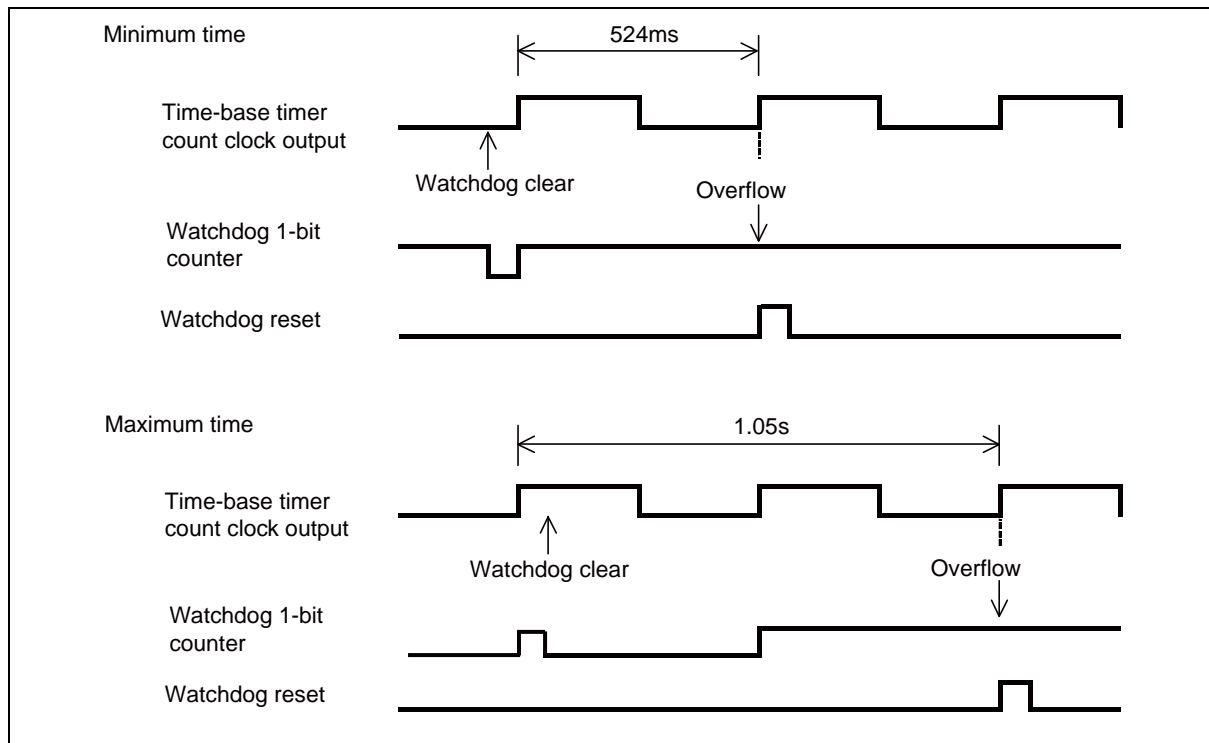 Minimum time
524ms
Time-base timer
count clock output
Watchdog clear
Overflow
Watchdog 1-bit
counter
Watchdog reset
Maximum time
1.05s
Time-base timer
count clock output
Watchdog clear
Overflow
Watchdog 1-bit
counter
Watchdog reset